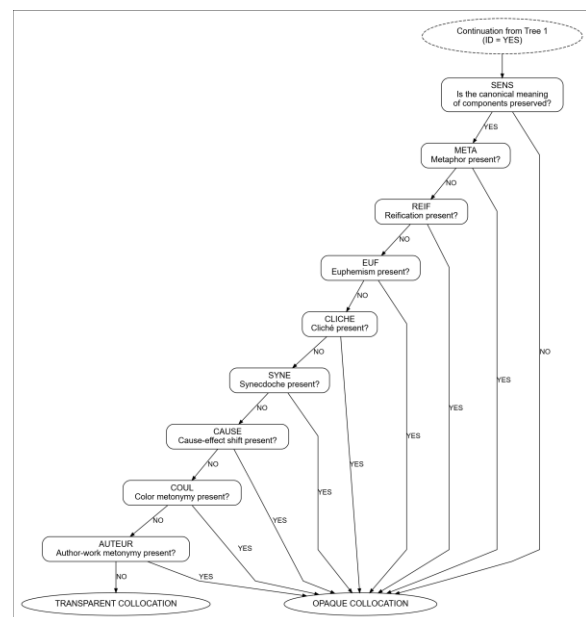 Continuation from Tree 1
(ID = YES)
SENS
Is the canonical meaning
of components preserved?
YES
META
Metaphor present?
NO
REIF
Reification present?
NO
EUF
Euphemism present?
NO
CLICHE
Cliché present?
NO
NO
SYNE
Synecdoche present?
YES
NO
YES
CAUSE
Cause-effect shift present?
YES
NO
YES
YES
COUL
Color metonymy present?
NO
YES
AUTEUR
Author-work metonymy present?
YES
NO
YES
TRANSPARENT COLLOCATION
OPAQUE COLLOCATION